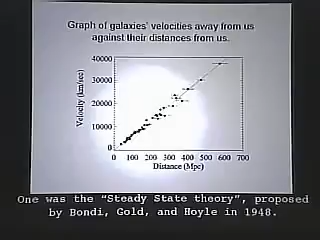 Graph of galaxies' velocities away from us
against their distances from us.
40000
30000
20000
10000
0
Velocity (km/sec)
0 100 200 300 400 500 600 700
Distance (Mpc)
One was the "Steady State theory", proposed
by Bondi, Gold, and Hoyle in 1948.